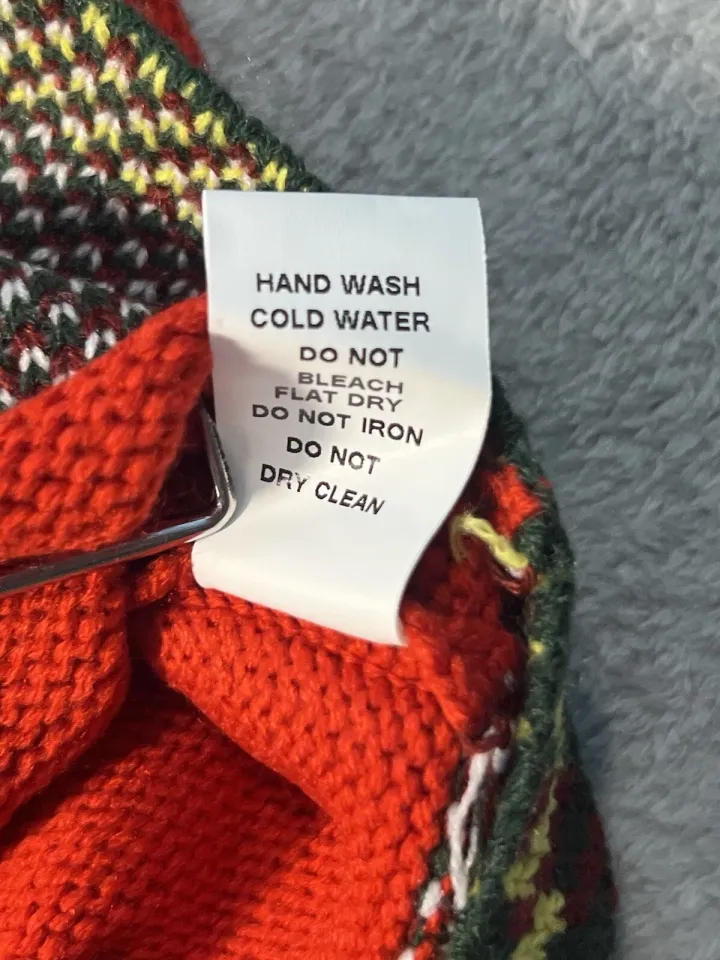 HAND WASH
COLD WATER
DO NOT
BLEACH
FLAT DRY
DO NOT IRON
DO NOT
DRY CLEAN